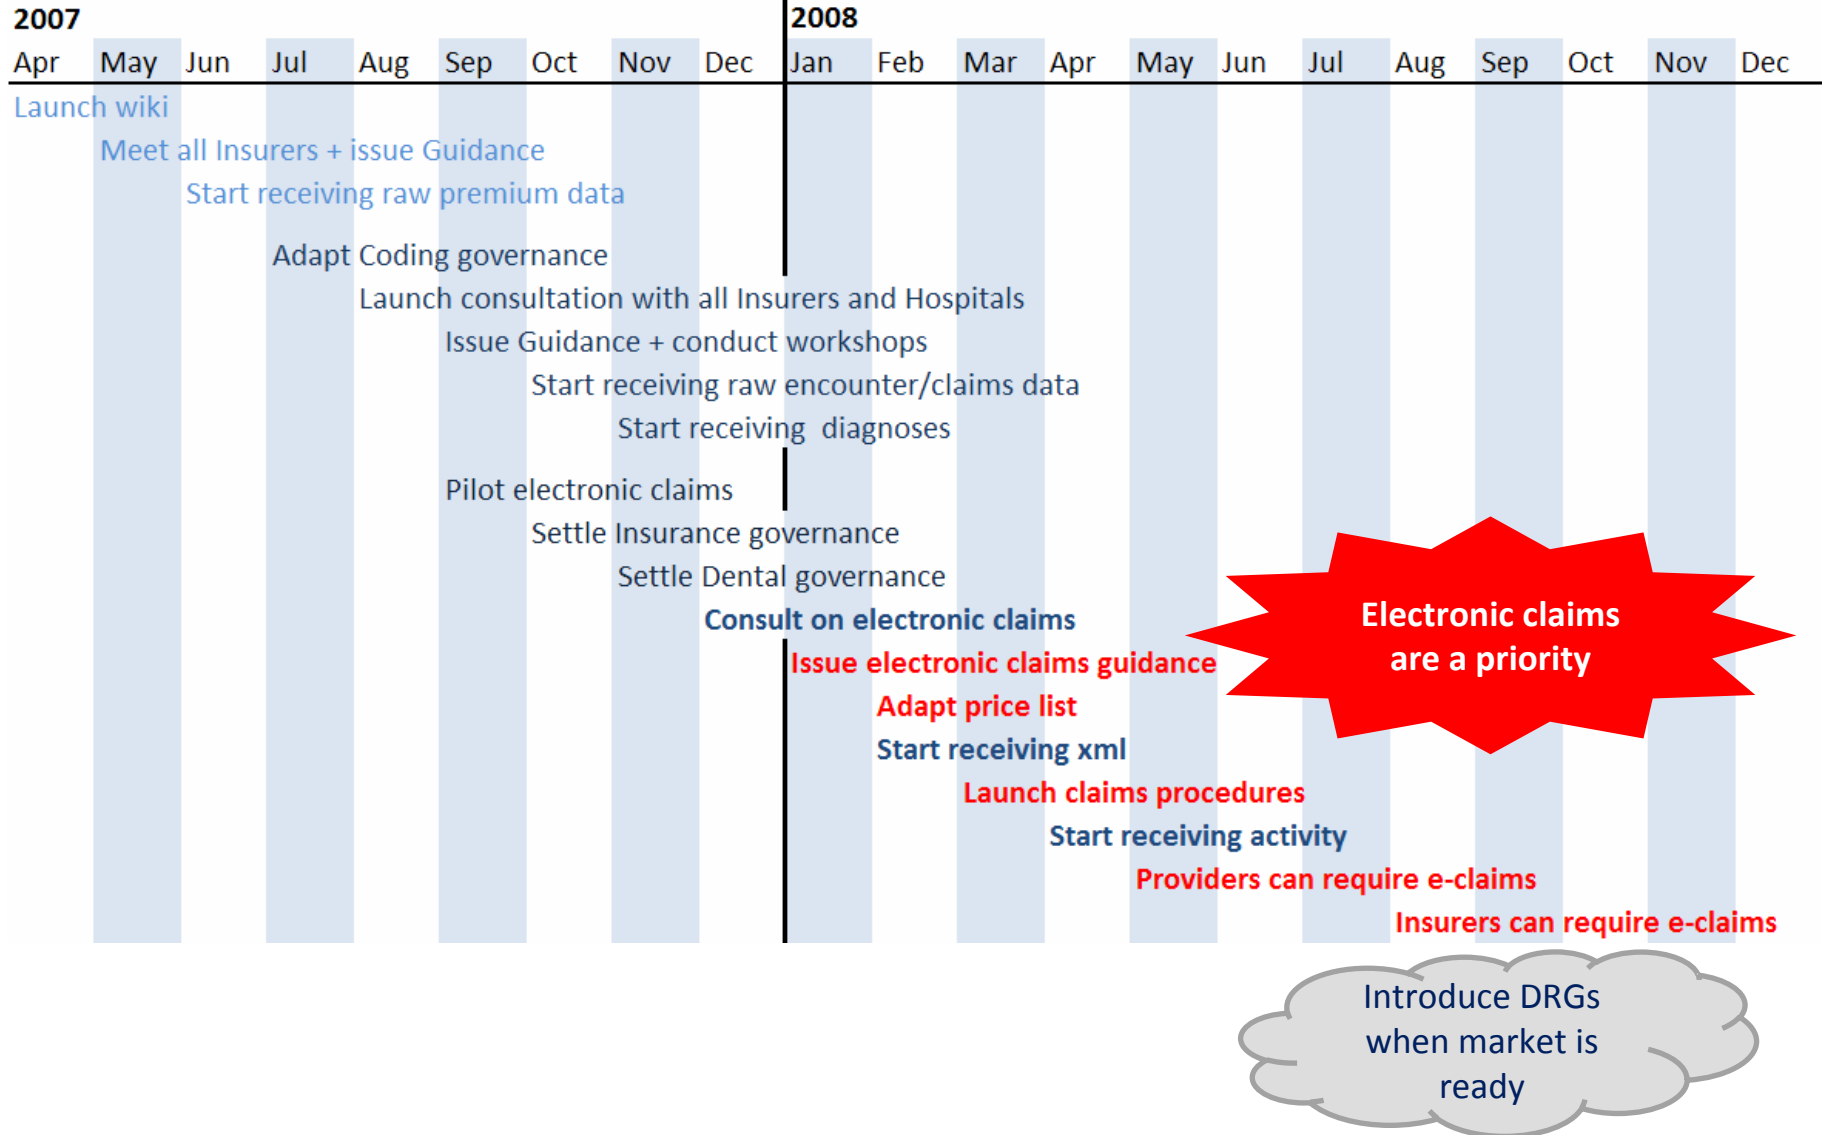 2007 2008
Apr May Jun Jul Aug Sep Oct Nov Dec Jan Feb Mar Apr May Jun Jul Aug Sep Oct Nov Dec
Launch wiki
Meet all Insurers + issue Guidance
Start receiving raw premium data
Adapt Coding governance
Launch consultation with all Insurers and Hospitals
Issue Guidance + conduct workshops
Start receiving raw encounter/claims data
Start receiving diagnoses
Pilot electronic claims
Settle Insurance governance
Settle Dental governance
Consult on electronic claims
Issue electronic claims guidance
Adapt price list
Start receiving xml
Launch claims procedures
Start receiving activity
Providers can require e-claims
Insurers can require e-claims
Electronic claims
are a priority
Introduce DRGs
when market is
ready